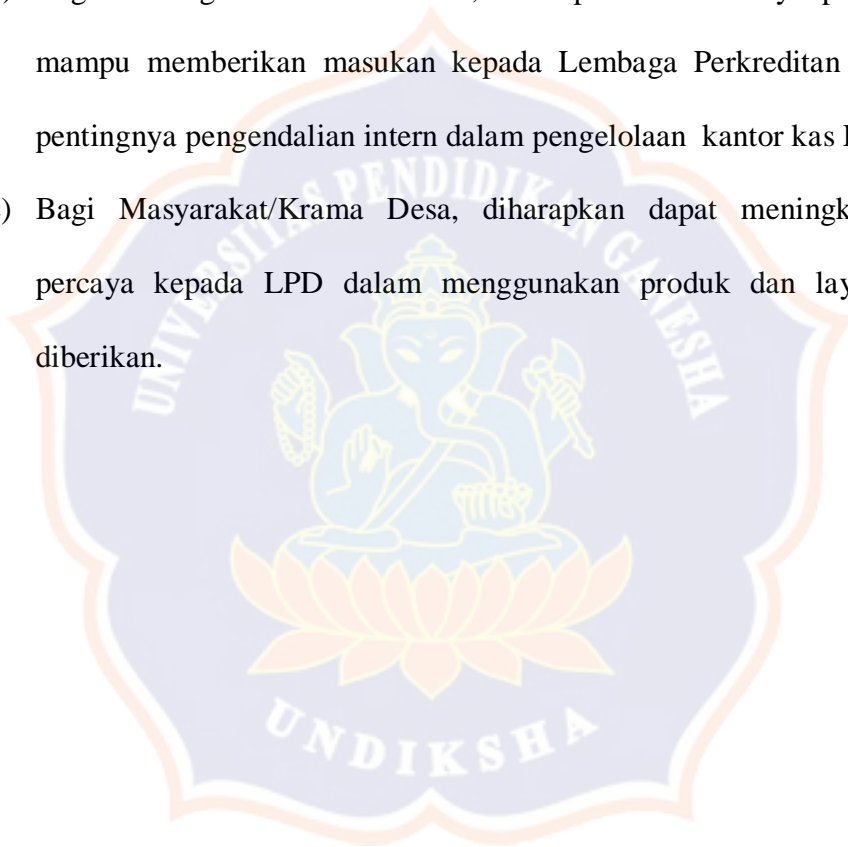 mampu memberikan masukan kepada Lembaga Perkreditan
pentingnya pengendalian intern dalam pengelolaan kantor kas
) Bagi Masyarakat/Krama Desa, diharapkan dapat meningk
percaya kepada LPD dalam menggunakan produk dan lay
diberikan.
UNIVERSITAS PENDIDIKAN GANESHA
UNDIKSHA